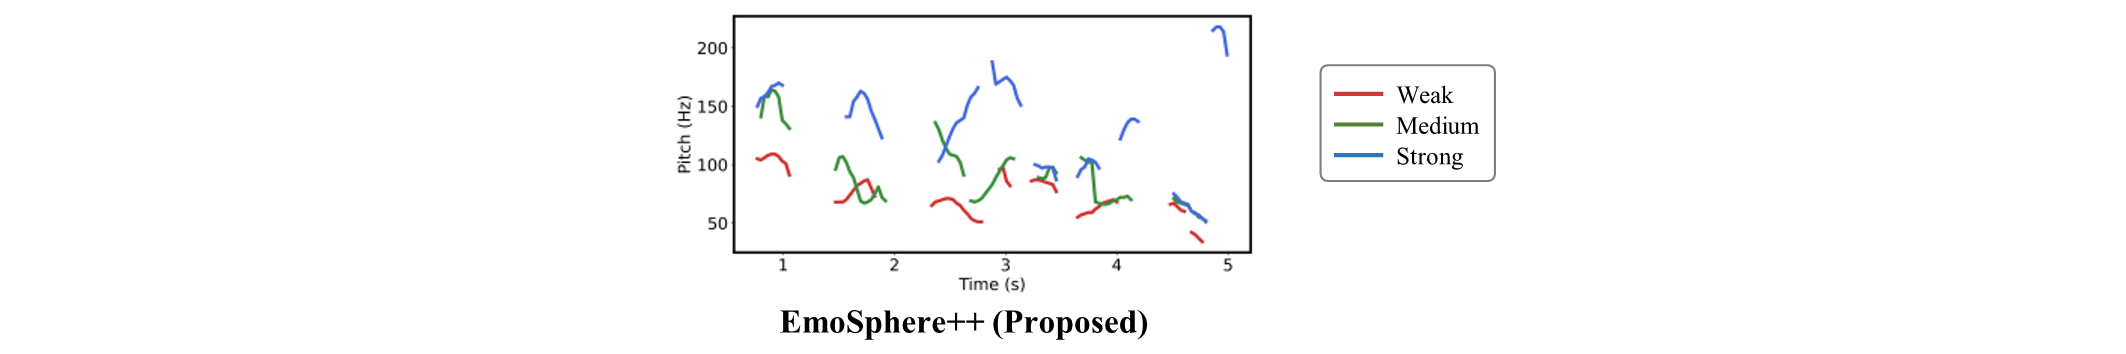 200
150
100
50
Pitch (Hz)
1 2 3 4 5
Time (s)
EmoSphere++ (Proposed)
Weak
Medium
Strong